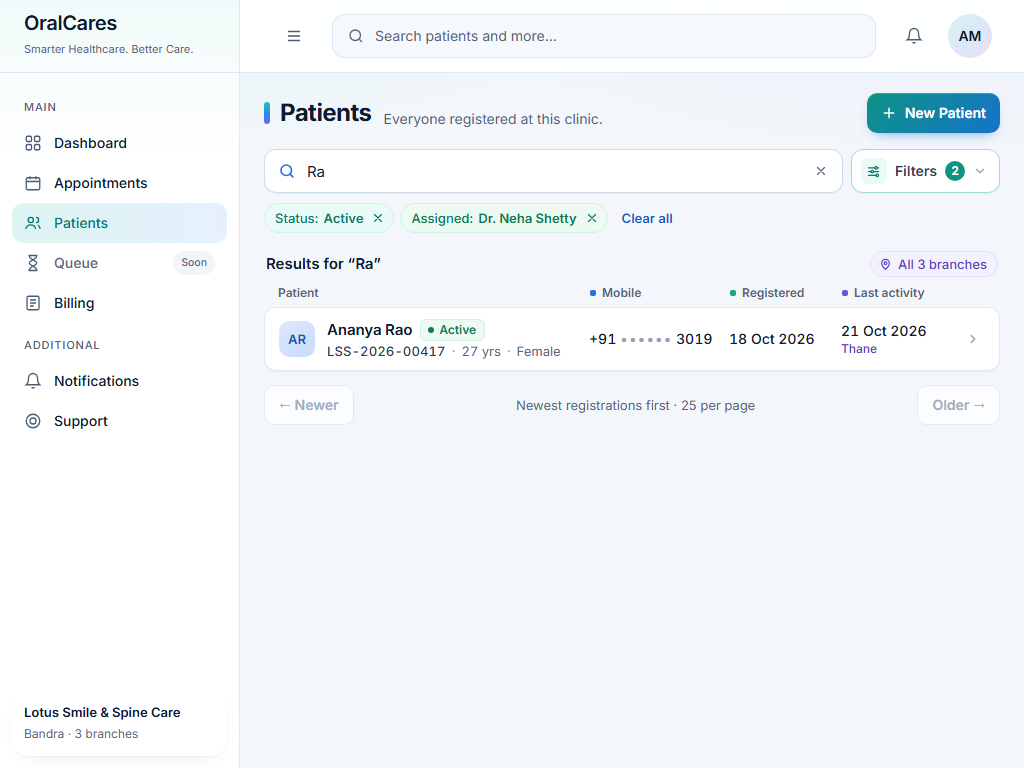 OralCares
Smarter Healthcare. Better Care.
Search patients and more...
AM
MAIN
Dashboard
Appointments
Patients
Queue Soon
Billing
ADDITIONAL
Notifications
Support
Lotus Smile & Spine Care
Bandra · 3 branches
Patients Everyone registered at this clinic.
+ New Patient
Ra
Filters 2
Status: Active
Assigned: Dr. Neha Shetty
Clear all
Results for “Ra”
All 3 branches
Patient Mobile Registered Last activity
AR
Ananya Rao Active
LSS-2026-00417 · 27 yrs · Female
+91 •••••• 3019
18 Oct 2026
21 Oct 2026
Thane
← Newer
Newest registrations first · 25 per page
Older →